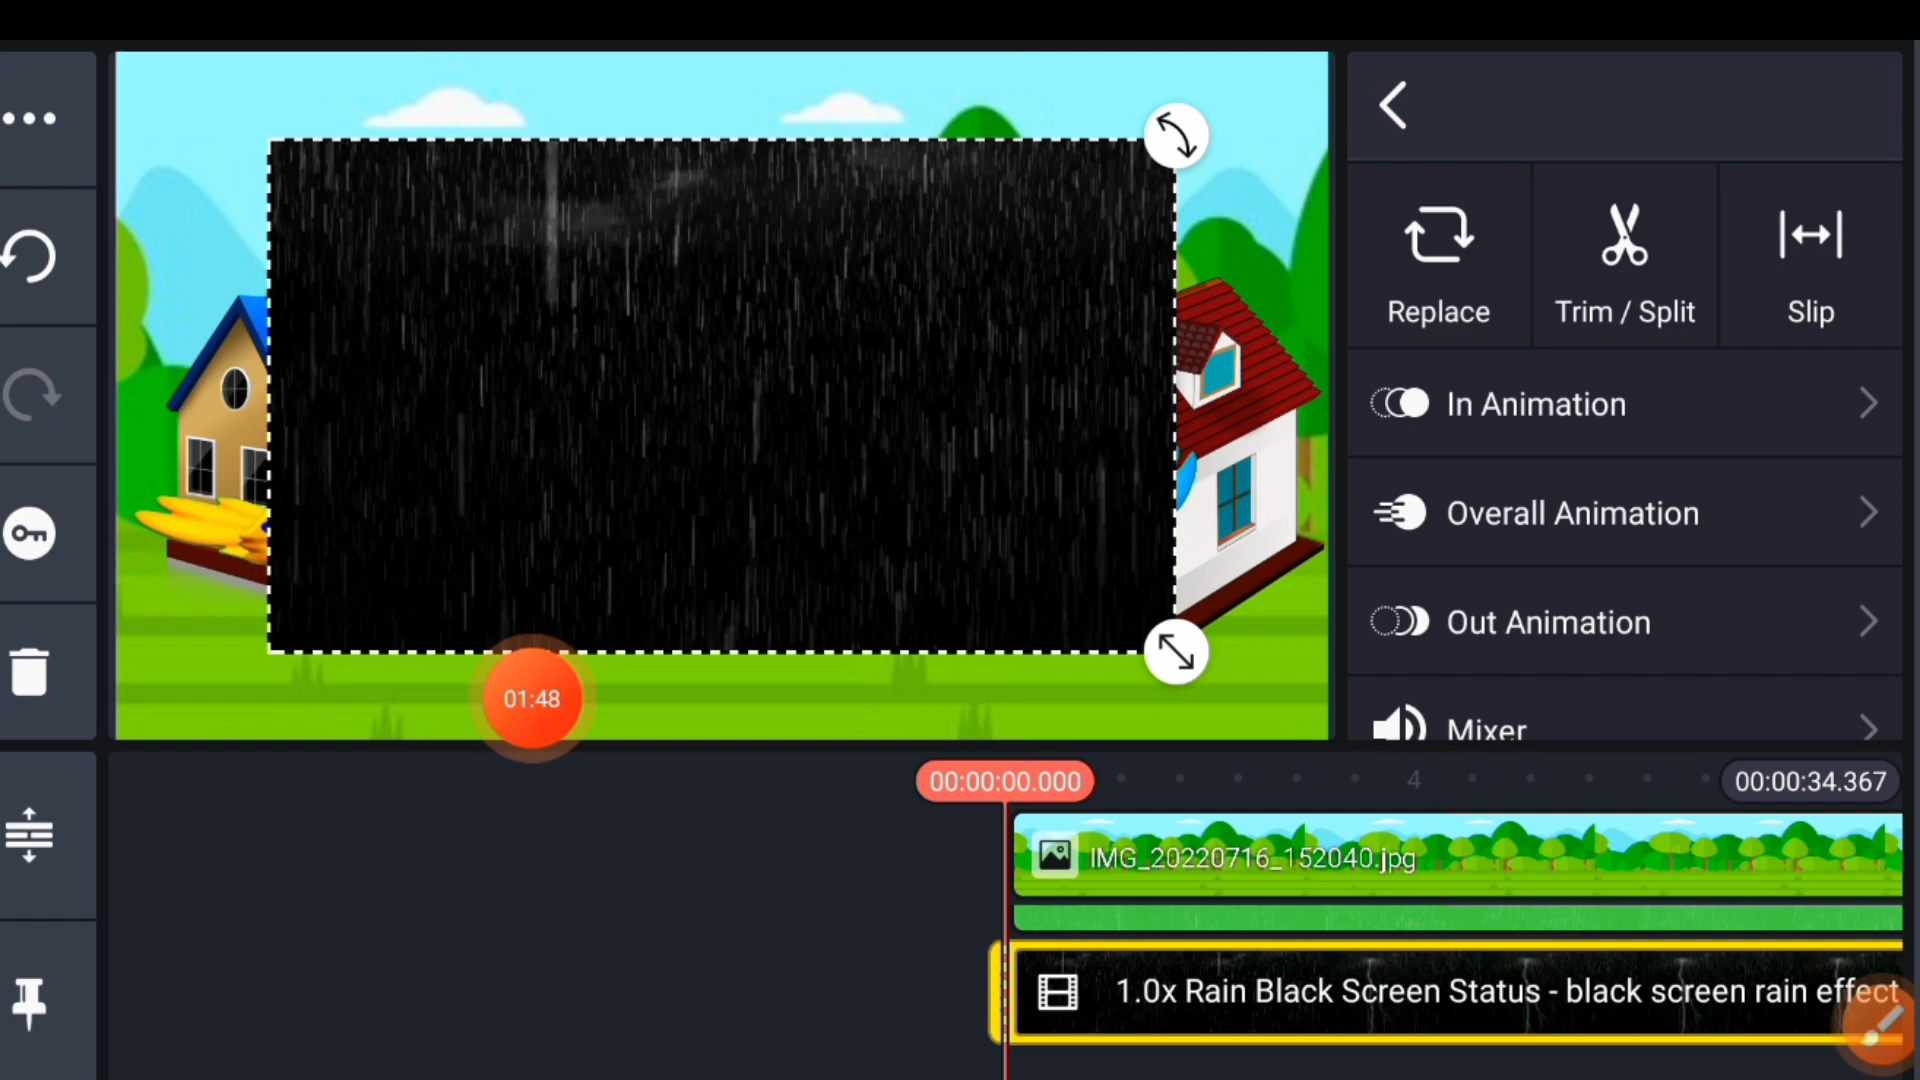 Replace
Trim / Split
Slip
In Animation
Overall Animation
Out Animation
Mixer
01:48
00:00:00.000
4
00:00:34.367
IMG_20220716_152040.jpg
1.0x Rain Black Screen Status - black screen rain effect